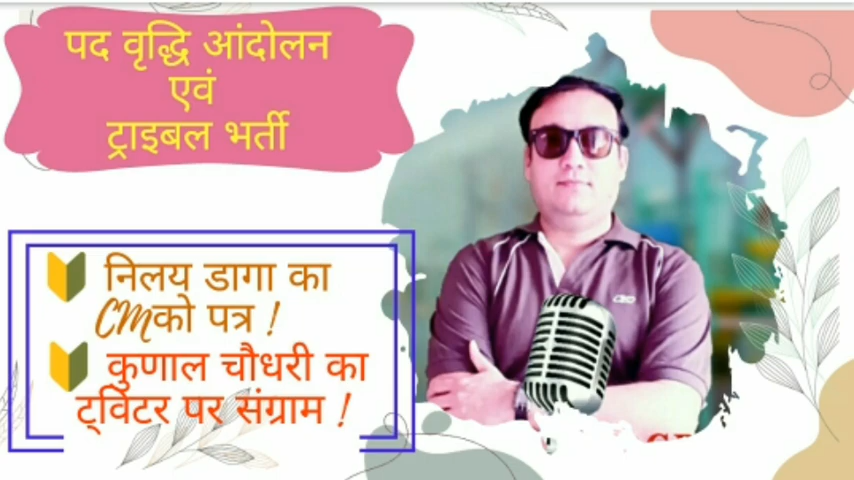 पद वृद्धि आंदोलन
एवं
ट्राइबल भर्ती
निलय डागा का
CMको पत्र !
कुणाल चौधरी का
ट्विटर पर संग्राम !